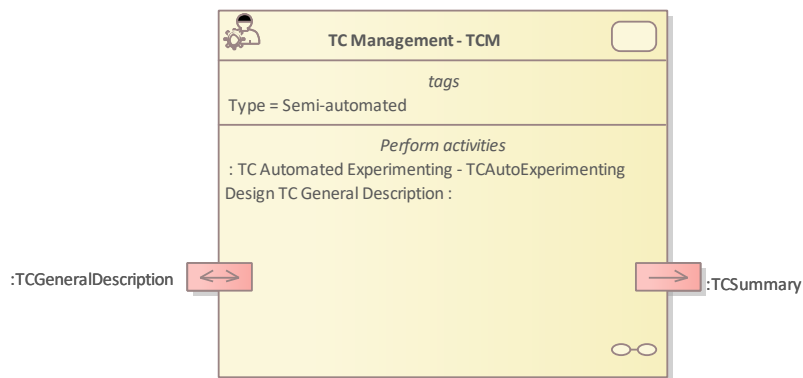 TC Management - TCM
tags
Type = Semi-automated
Perform activities
: TC Automated Experimenting - TCAutoExperimenting
Design TC General Description :
:TCGeneralDescription
:TCSummary